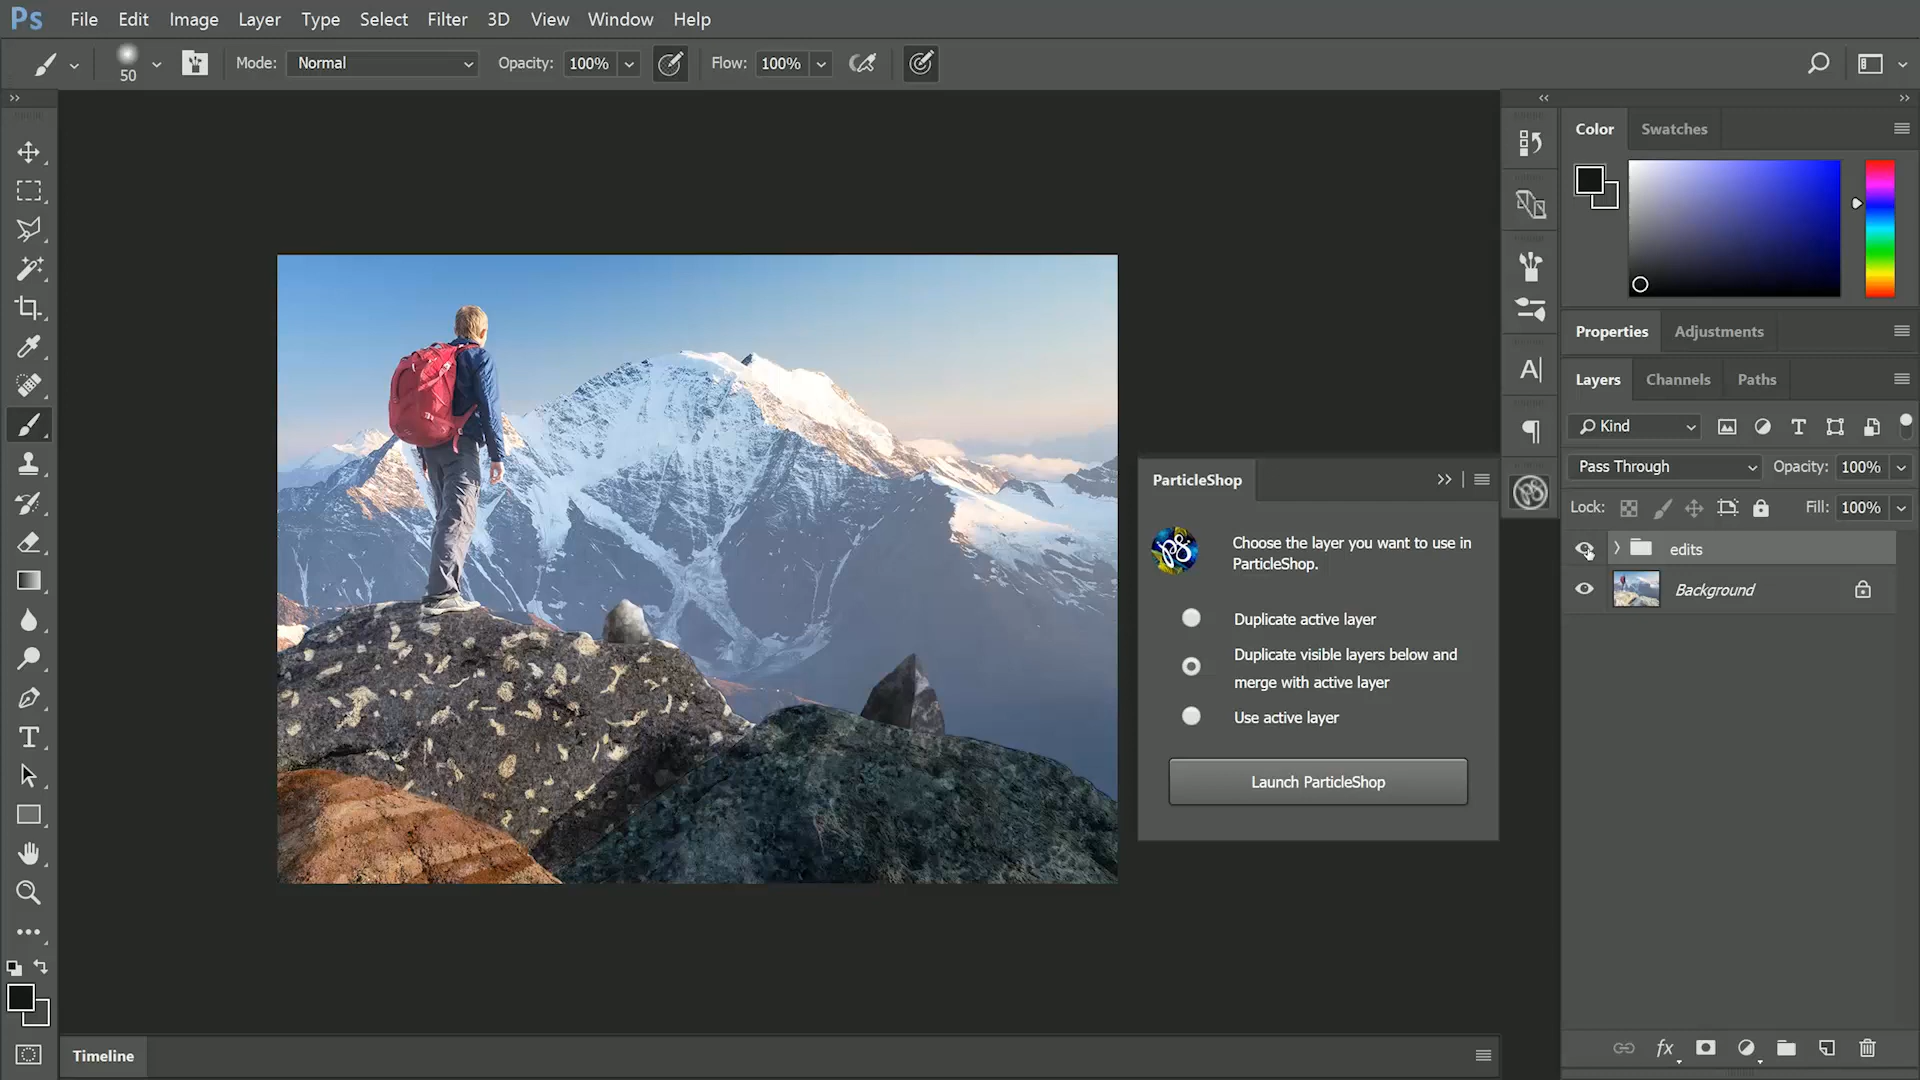 Ps File Edit Image Layer Type Select Filter 3D View Window Help
50 Mode: Normal Opacity: 100% Flow: 100%
Color Swatches
Properties Adjustments
Layers Channels Paths
Kind
Pass Through Opacity: 100%
Lock: Fill: 100%
edits
Background
ParticleShop
Choose the layer you want to use in
ParticleShop.
Duplicate active layer
Duplicate visible layers below and
merge with active layer
Use active layer
Launch ParticleShop
Timeline
fx